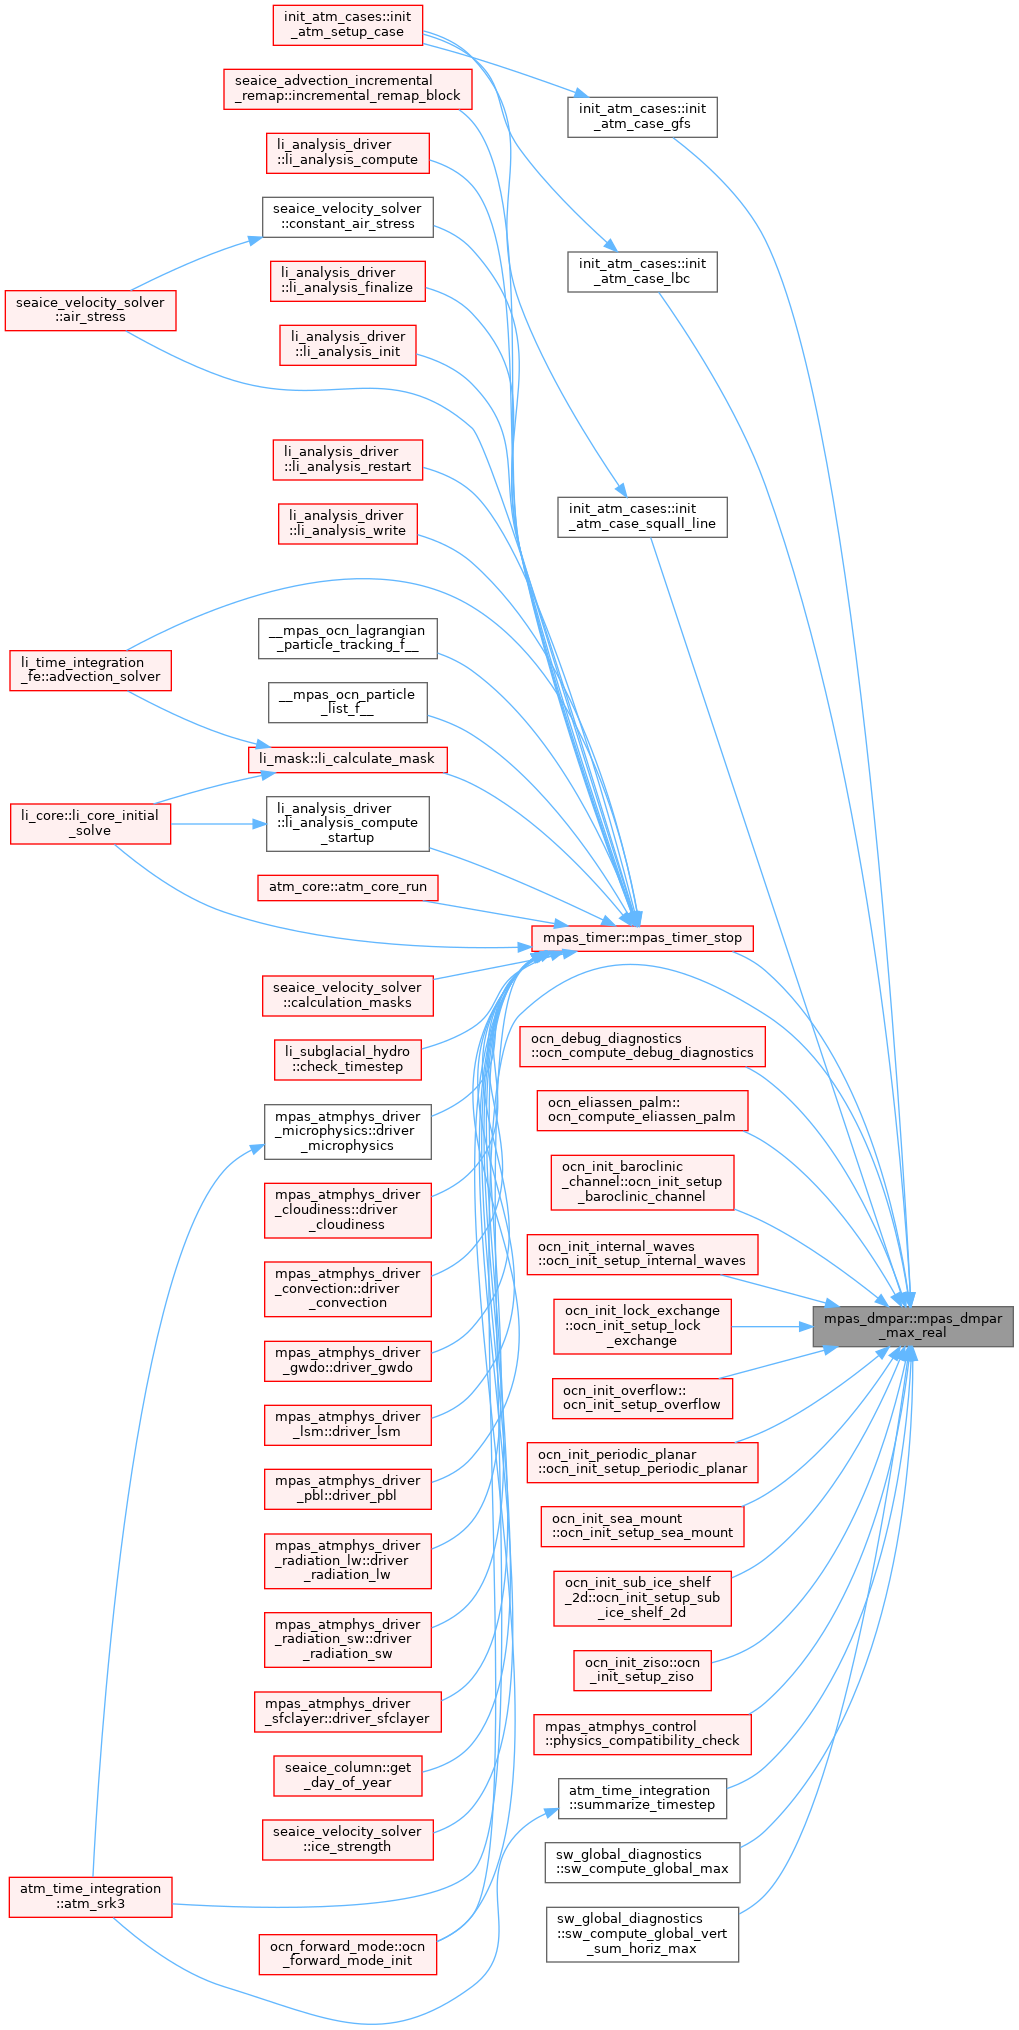 init_atm_cases::init
_atm_setup_case
seaice_advection_incremental
_remap::incremental_remap_block
init_atm_cases::init
_atm_case_gfs
li_analysis_driver
::li_analysis_compute
seaice_velocity_solver
::constant_air_stress
init_atm_cases::init
_atm_case_lbc
li_analysis_driver
::li_analysis_finalize
seaice_velocity_solver
::air_stress
li_analysis_driver
::li_analysis_init
li_analysis_driver
::li_analysis_restart
li_analysis_driver
::li_analysis_write
init_atm_cases::init
_atm_case_squall_line
__mpas_ocn_lagrangian
_particle_tracking_f__
li_time_integration
_fe::advection_solver
__mpas_ocn_particle
_list_f__
li_mask::li_calculate_mask
li_core::li_core_initial
_solve
li_analysis_driver
::li_analysis_compute
_startup
atm_core::atm_core_run
mpas_timer::mpas_timer_stop
seaice_velocity_solver
::calculation_masks
ocn_debug_diagnostics
::ocn_compute_debug_diagnostics
li_subglacial_hydro
::check_timestep
ocn_eliassen_palm::
ocn_compute_eliassen_palm
mpas_atmphys_driver
_microphysics::driver
_microphysics
ocn_init_baroclinic
_channel::ocn_init_setup
_baroclinic_channel
mpas_atmphys_driver
_cloudiness::driver
_cloudiness
ocn_init_internal_waves
::ocn_init_setup_internal_waves
mpas_atmphys_driver
_convection::driver
_convection
ocn_init_lock_exchange
::ocn_init_setup_lock
_exchange
mpas_dmpar::mpas_dmpar
_max_real
mpas_atmphys_driver
_gwdo::driver_gwdo
ocn_init_overflow::
ocn_init_setup_overflow
mpas_atmphys_driver
_lsm::driver_lsm
ocn_init_periodic_planar
::ocn_init_setup_periodic_planar
mpas_atmphys_driver
_pbl::driver_pbl
ocn_init_sea_mount
::ocn_init_setup_sea_mount
mpas_atmphys_driver
_radiation_lw::driver
_radiation_lw
ocn_init_sub_ice_shelf
_2d::ocn_init_setup_sub
_ice_shelf_2d
mpas_atmphys_driver
_radiation_sw::driver
_radiation_sw
ocn_init_ziso::ocn
_init_setup_ziso
mpas_atmphys_driver
_sfclayer::driver_sfclayer
mpas_atmphys_control
::physics_compatibility_check
seaice_column::get
_day_of_year
atm_time_integration
::summarize_timestep
seaice_velocity_solver
::ice_strength
sw_global_diagnostics
::sw_compute_global_max
atm_time_integration
::atm_srk3
sw_global_diagnostics
::sw_compute_global_vert
_sum_horiz_max
ocn_forward_mode::ocn
_forward_mode_init